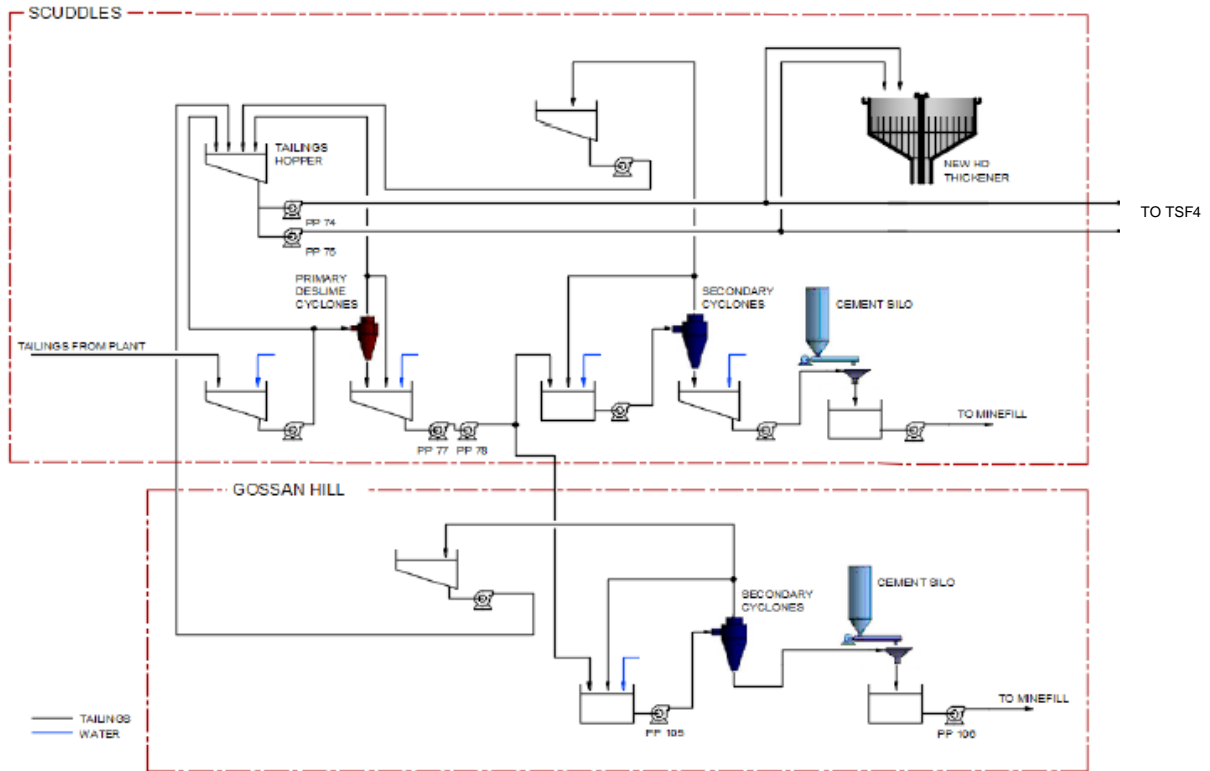 SCUDDLES
TAILINGS
HOPPER
NEW HD
THICKENER
PP 74
TO TSF4
PP 75
PRIMARY
DESLIME
CYCLONES
SECONDARY
CYCLONES
CEMENT SILO
TAILINGS FROM PLANT
TO MINEFILL
PP 77
PP 78
GOSSAN HILL
SECONDARY
CYCLONES
CEMENT SILO
TO MINEFILL
PP 105
PP 106
TAILINGS
WATER